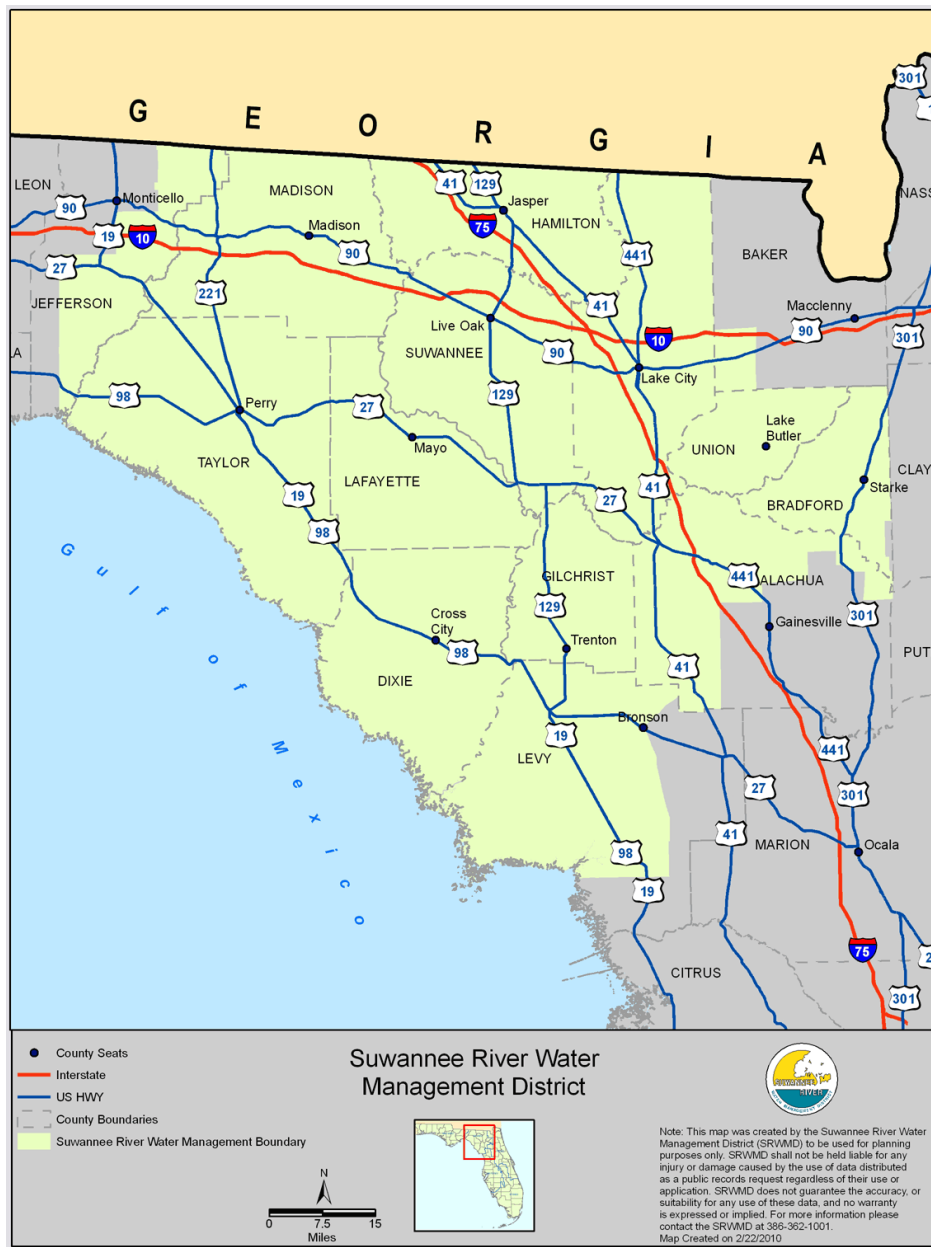 G E O R G I A
301
LEON
MADISON
NASS
Monticello
41
129
Jasper
90
HAMILTON
Madison
75
19
10
90
441
BAKER
27
221
41
Macclenny
JEFFERSON
Live Oak
10
90
LA
SUWANNEE
90
301
Lake City
98
Perry
27
129
Lake
Butler
Mayo
UNION
TAYLOR
LAFAYETTE
CLAY
19
41
Starke
27
BRADFORD
98
Gulf of Mexico
GILCHRIST
441
ALACHUA
129
301
Cross
City
Gainesville
Trenton
98
41
PUT
DIXIE
Bronson
19
LEVY
441
27
301
41
MARION
Ocala
98
19
75
2
CITRUS
301
County Seats
Interstate
US HWY
County Boundaries
Suwannee River Water Management Boundary
Suwannee River Water
Management District
N
0 7.5 15
Miles
SUWANNEE
RIVER
WATER MANAGEMENT DISTRICT
Note: This map was created by the Suwannee River Water
Management District (SRWMD) to be used for planning
purposes only. SRWMD shall not be held liable for any
injury or damage caused by the use of data distributed
as a public records request regardless of their use or
application. SRWMD does not guarantee the accuracy, or
suitability for any use of these data, and no warranty
is expressed or implied. For more information please
contact the SRWMD at 386-362-1001.
Map Created on 2/22/2010